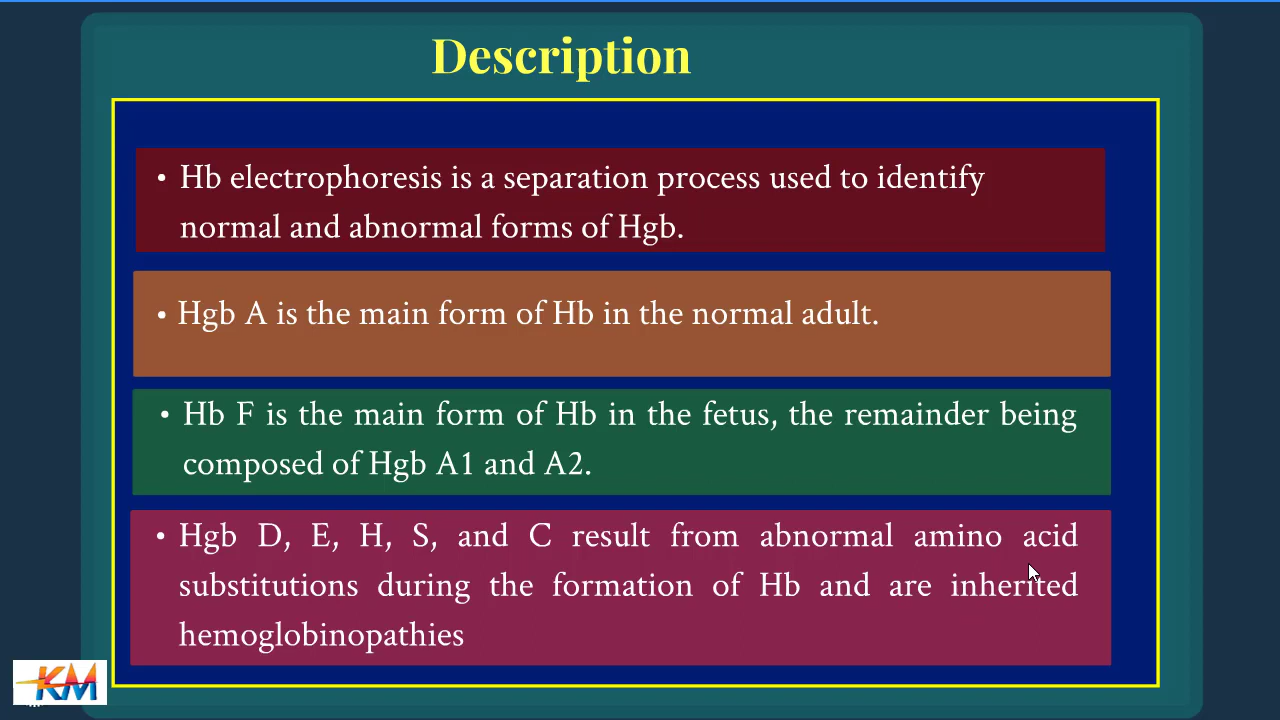 Description
• Hb electrophoresis is a separation process used to identify
normal and abnormal forms of Hgb.
• Hgb A is the main form of Hb in the normal adult.
• Hb F is the main form of Hb in the fetus, the remainder being
composed of Hgb A1 and A2.
• Hgb D, E, H, S, and C result from abnormal amino acid
substitutions during the formation of Hb and are inherited
hemoglobinopathies
KM